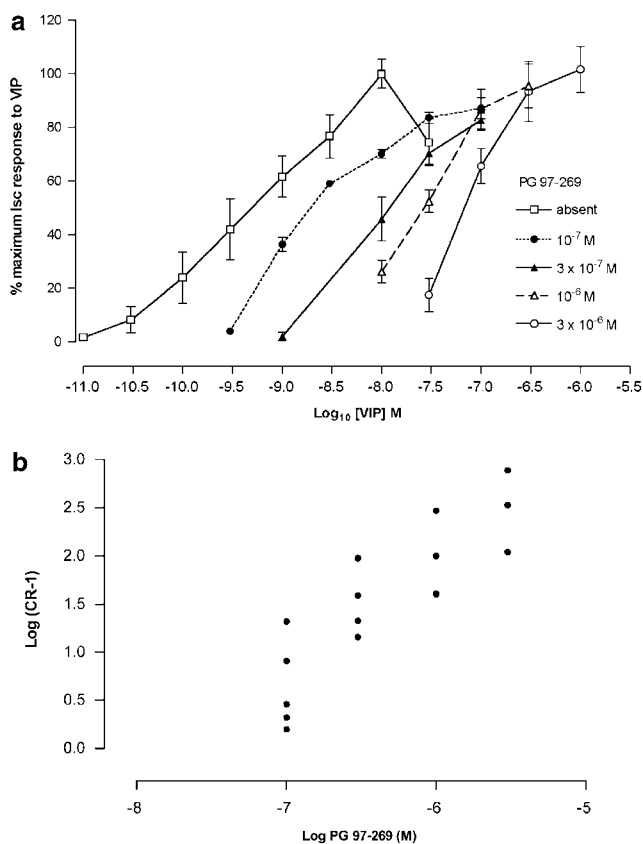 a
120
100
80
60
40
20
0
% maximum Isc response to VIP
PG 97-269
absent
10⁻⁷ M
3 x 10⁻⁷ M
10⁻⁶ M
3 x 10⁻⁶ M
-11.0 -10.5 -10.0 -9.5 -9.0 -8.5 -8.0 -7.5 -7.0 -6.5 -6.0 -5.5
Log₁₀ [VIP] M
b
3.0
2.5
2.0
1.5
1.0
0.5
0.0
Log (CR-1)
-8 -7 -6 -5
Log PG 97-269 (M)